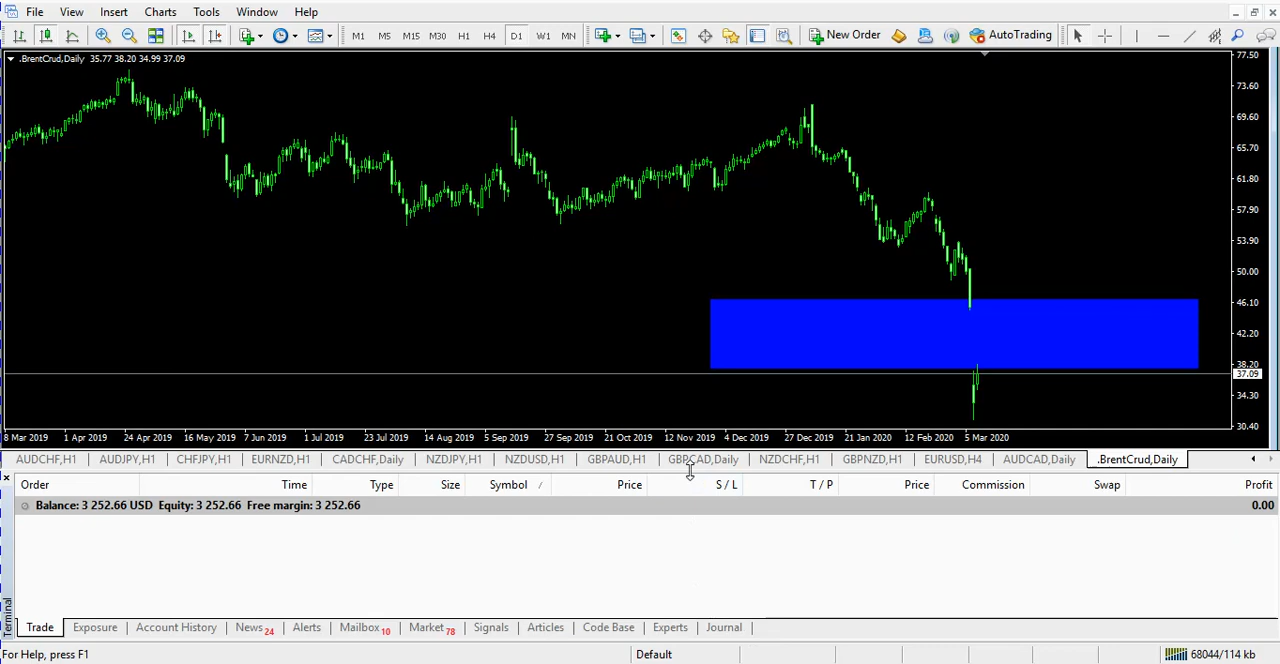 File View Insert Charts Tools Window Help
M1 M5 M15 M30 H1 H4 D1 W1 MN New Order AutoTrading
.BrentCrud,Daily 35.77 38.20 34.99 37.09
77.50
73.60
69.60
65.70
61.80
57.90
53.90
50.00
46.10
42.20
38.20
37.09
34.30
30.40
8 Mar 2019 1 Apr 2019 24 Apr 2019 16 May 2019 7 Jun 2019 1 Jul 2019 23 Jul 2019 14 Aug 2019 5 Sep 2019 27 Sep 2019 21 Oct 2019 12 Nov 2019 4 Dec 2019 27 Dec 2019 21 Jan 2020 12 Feb 2020 5 Mar 2020
AUDCHF,H1 AUDJPY,H1 CHFJPY,H1 EURNZD,H1 CADCHF,Daily NZDJPY,H1 NZDUSD,H1 GBPAUD,H1 GBPCAD,Daily NZDCHF,H1 GBPNZD,H1 EURUSD,H4 AUDCAD,Daily .BrentCrud,Daily
Order Time Type Size Symbol / Price S / L T / P Price Commission Swap Profit
Balance: 3 252.66 USD Equity: 3 252.66 Free margin: 3 252.66 0.00
Terminal
Trade Exposure Account History News 24 Alerts Mailbox 10 Market 78 Signals Articles Code Base Experts Journal
For Help, press F1 Default 68044/114 kb